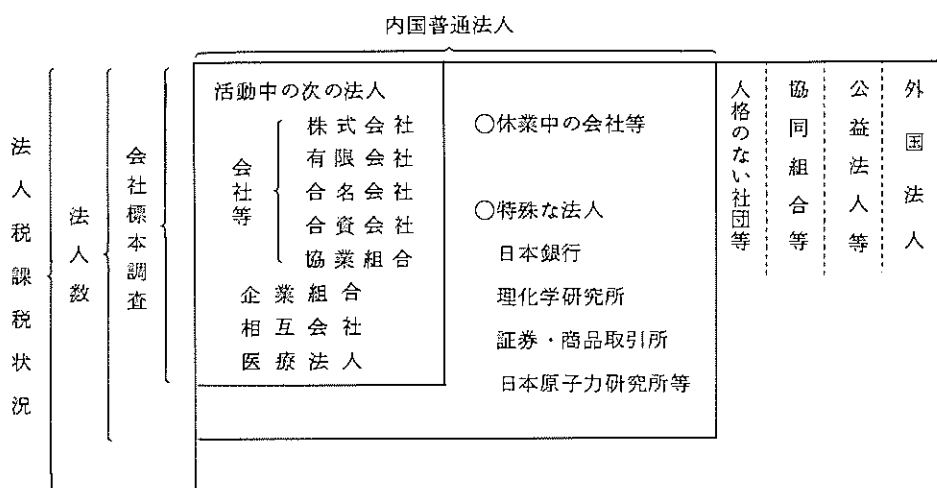 内国普通法人
法人税課税状況
法人数
会社標本調査
活動中の次の法人
会社等
株式会社
有限会社
合名会社
合資会社
協業組合
企業組合
相互会社
医療法人
○休業中の会社等
○特殊な法人
日本銀行
理化学研究所
証券・商品取引所
日本原子力研究所等
人格のない社団等
協同組合等
公益法人等
外国法人